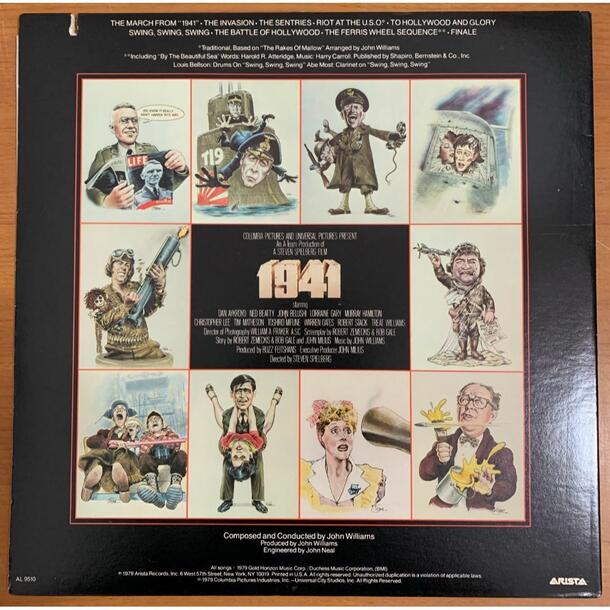 THE MARCH FROM "1941" • THE INVASION • THE SENTRIES • RIOT AT THE U.S.O.* • TO HOLLYWOOD AND GLORY
SWING, SWING, SWING • THE BATTLE OF HOLLYWOOD • THE FERRIS WHEEL SEQUENCE** • FINALE
*Traditional, Based on "The Rakes Of Mallow" Arranged by John Williams
**Including "By The Beautiful Sea" Words: Harold R. Atteridge, Music: Harry Carroll. Published by Shapiro, Bernstein & Co., Inc.
Louis Bellson: Drums On "Swing, Swing, Swing" Abe Most: Clarinet on "Swing, Swing, Swing"
LIFE
T19
COLUMBIA PICTURES AND UNIVERSAL PICTURES PRESENT
An A-Team Production of
A STEVEN SPIELBERG FILM
1941
starring
DAN AYKROYD NED BEATTY JOHN BELUSHI LORRAINE GARY MURRAY HAMILTON
CHRISTOPHER LEE TIM MATHESON TOSHIRO MIFUNE WARREN OATES ROBERT STACK TREAT WILLIAMS
Director of Photography WILLIAM A. FRAKER A.S.C. Screenplay by ROBERT ZEMECKIS & BOB GALE
Story by ROBERT ZEMECKIS & BOB GALE and JOHN MILIUS Music by JOHN WILLIAMS
Produced by BUZZ FEITSHANS Executive Producer JOHN MILIUS
Directed by STEVEN SPIELBERG
Composed and Conducted by John Williams
Produced by John Williams
Engineered by John Neal
All songs ℗ 1979 Gold Horizon Music Corp./Duchess Music Corporation, (BMI)
AL 9510
℗ 1979 Arista Records, Inc. 6 West 57th Street, New York, NY 10019. Printed in U.S.A. All rights reserved. Unauthorized duplication is a violation of applicable laws.
© 1979 Columbia Pictures Industries, Inc.—Universal City Studios, Inc. All Rights Reserved.
ARISTA